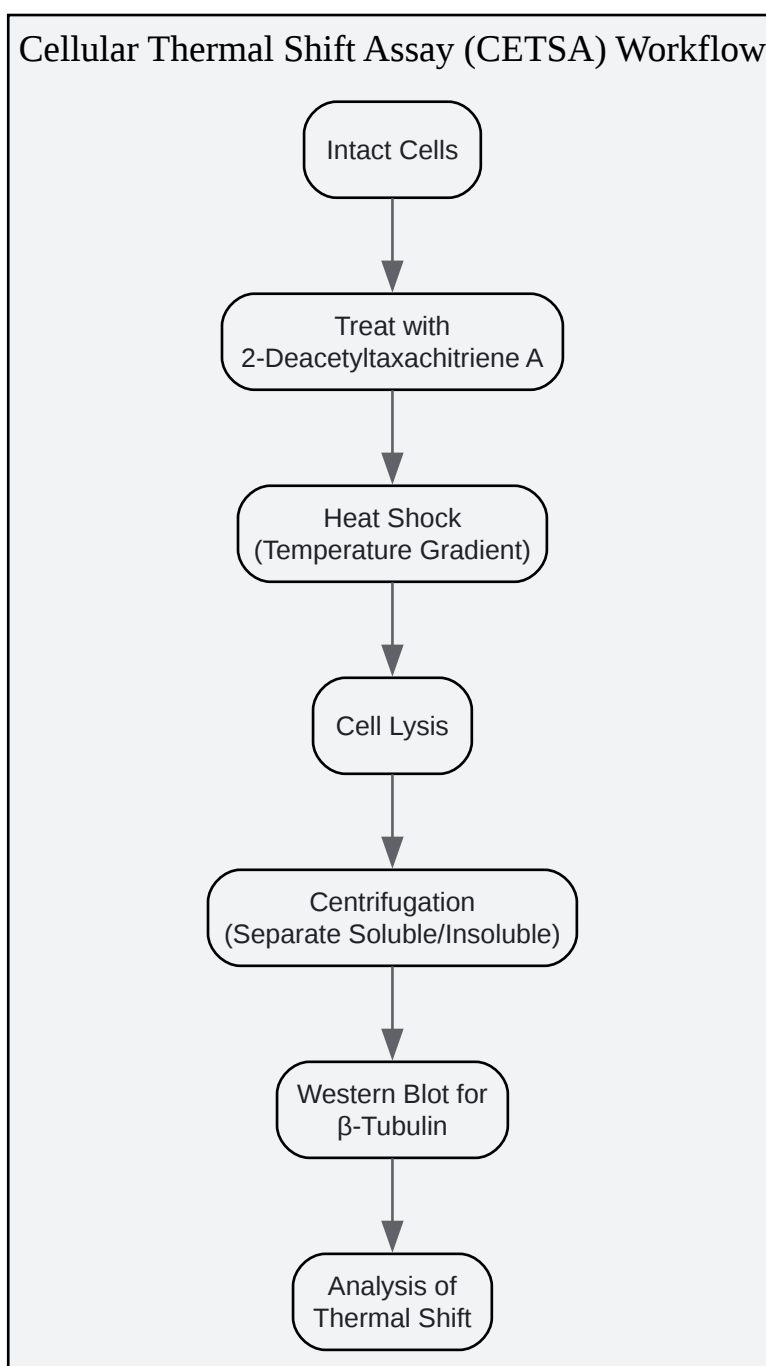 Cellular Thermal Shift Assay (CETSA) Workflow
Intact Cells
Treat with
2-Deacetyltaxachitriene A
Heat Shock
(Temperature Gradient)
Cell Lysis
Centrifugation
(Separate Soluble/Insoluble)
Western Blot for
β-Tubulin
Analysis of
Thermal Shift